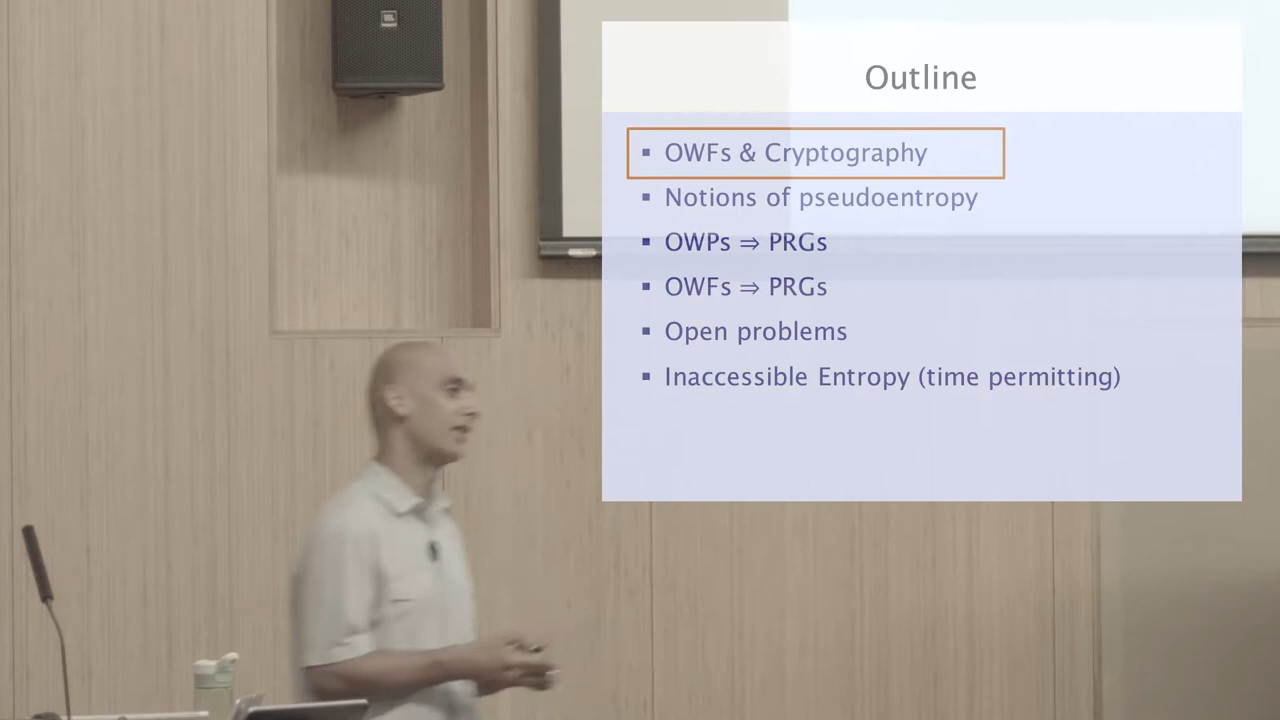 Outline
▪ OWFs & Cryptography
▪ Notions of pseudoentropy
▪ OWPs ⇒ PRGs
▪ OWFs ⇒ PRGs
▪ Open problems
▪ Inaccessible Entropy (time permitting)